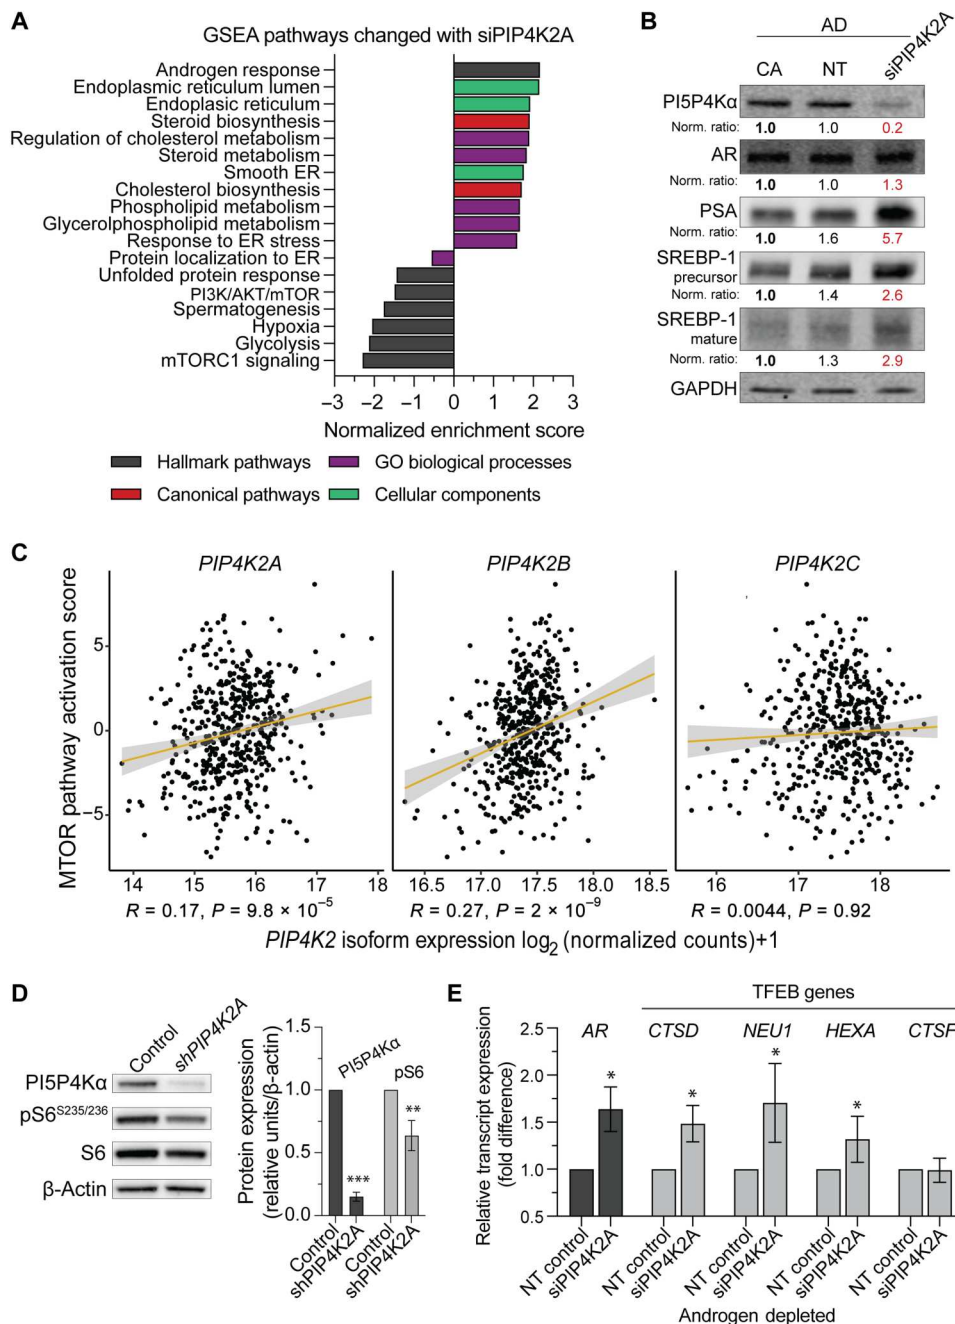 A
GSEA pathways changed with siPIP4K2A
Androgen response
Endoplasmic reticulum lumen
Endoplasic reticulum
Steroid biosynthesis
Regulation of cholesterol metabolism
Steroid metabolism
Smooth ER
Cholesterol biosynthesis
Phospholipid metabolism
Glycerolphospholipid metabolism
Response to ER stress
Protein localization to ER
Unfolded protein response
PI3K/AKT/mTOR
Spermatogenesis
Hypoxia
Glycolysis
mTORC1 signaling
−3 −2 −1 0 1 2 3
Normalized enrichment score
Hallmark pathways
GO biological processes
Canonical pathways
Cellular components
B
AD
CA NT siPIP4K2A
PI5P4Kα
Norm. ratio: 1.0 1.0 0.2
AR
Norm. ratio: 1.0 1.0 1.3
PSA
Norm. ratio: 1.0 1.6 5.7
SREBP-1
precursor
Norm. ratio: 1.0 1.4 2.6
SREBP-1
mature
Norm. ratio: 1.0 1.3 2.9
GAPDH
C
PIP4K2A PIP4K2B PIP4K2C
MTOR pathway activation score
5
0
−5
14 15 16 17 18
16.5 17.0 17.5 18.0 18.5
16 17 18
R = 0.17, P = 9.8 × 10−5
R = 0.27, P = 2 × 10−9
R = 0.0044, P = 0.92
PIP4K2 isoform expression log2 (normalized counts)+1
D
Control shPIP4K2A
PI5P4Kα
pS6S235/236
S6
β-Actin
Protein expression
(relative units/β-actin)
1.5
1.0
0.5
0.0
PI5P4Kα
pS6
***
**
Control
shPIP4K2A
Control
shPIP4K2A
E
TFEB genes
AR CTSD NEU1 HEXA CTSF
Relative transcript expression
(fold difference)
2.5
2.0
1.5
1.0
0.5
* * * *
NT control
siPIP4K2A
NT control
siPIP4K2A
NT control
siPIP4K2A
NT control
siPIP4K2A
NT control
siPIP4K2A
Androgen depleted